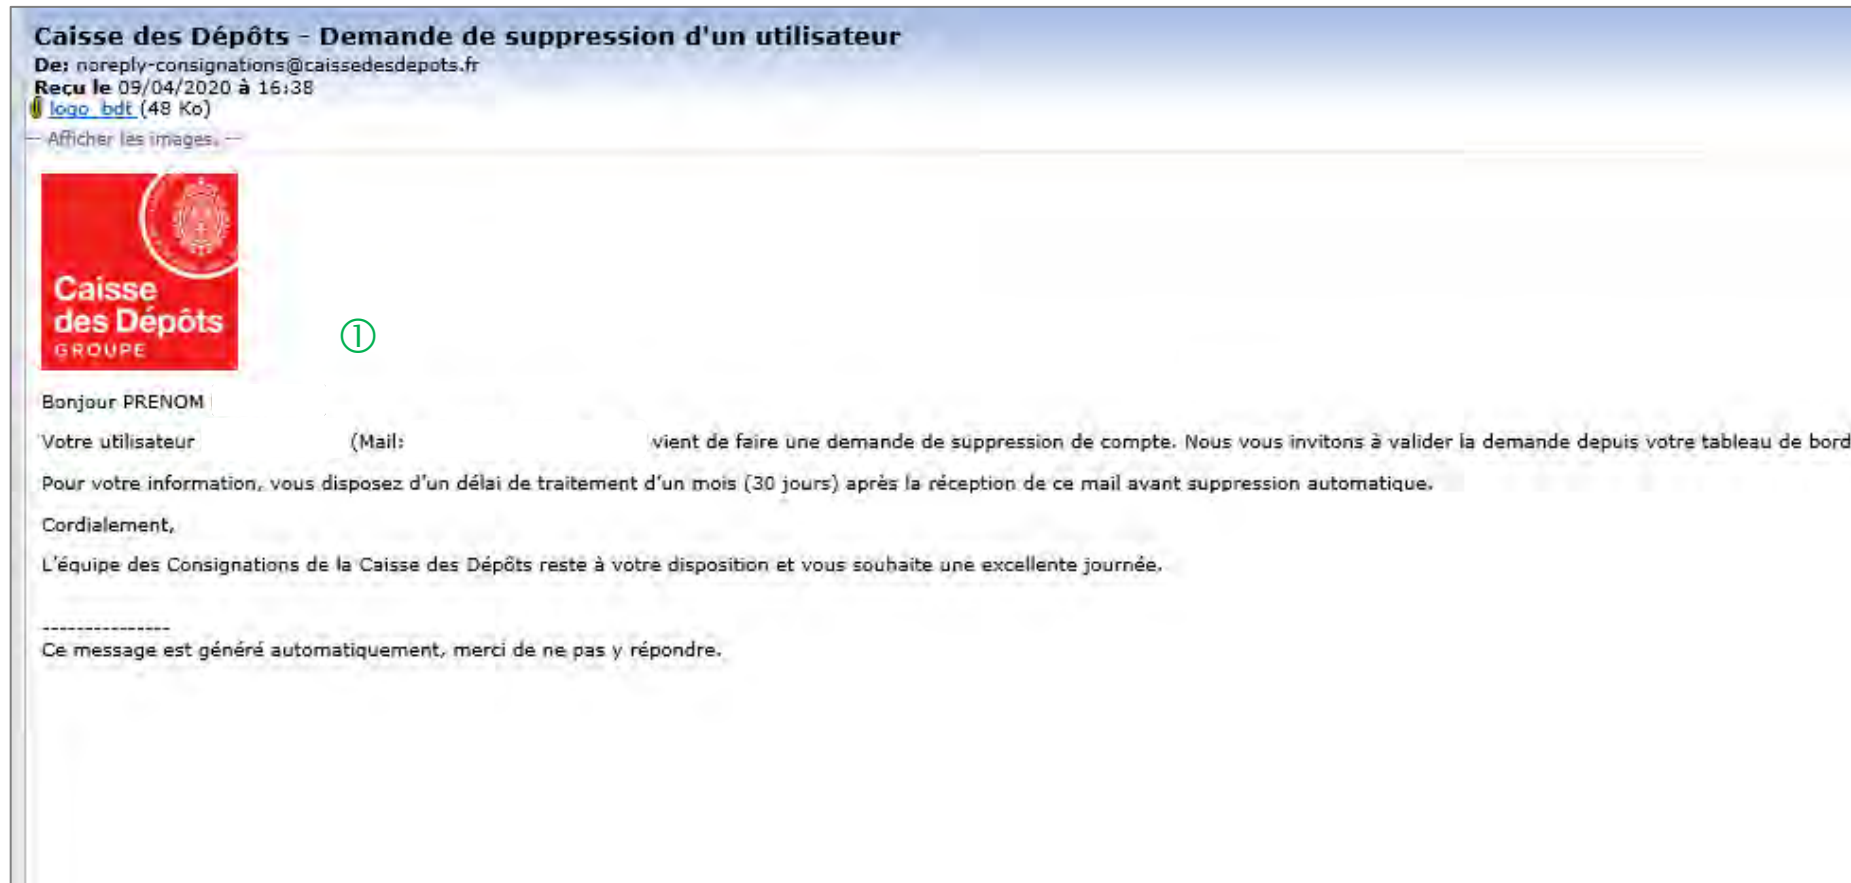 Caisse des Dépôts - Demande de suppression d'un utilisateur
De: noreply-consignations@caissedesdepots.fr
Reçu le 09/04/2020 à 16:38
logo_bdt (48 Ko)
-- Afficher les images. --
Caisse
des Dépôts
GROUPE
①
Bonjour PRENOM
Votre utilisateur (Mail: vient de faire une demande de suppression de compte. Nous vous invitons à valider la demande depuis votre tableau de bord
Pour votre information, vous disposez d'un délai de traitement d'un mois (30 jours) après la réception de ce mail avant suppression automatique.
Cordialement,
L'équipe des Consignations de la Caisse des Dépôts reste à votre disposition et vous souhaite une excellente journée.
---------------
Ce message est généré automatiquement, merci de ne pas y répondre.